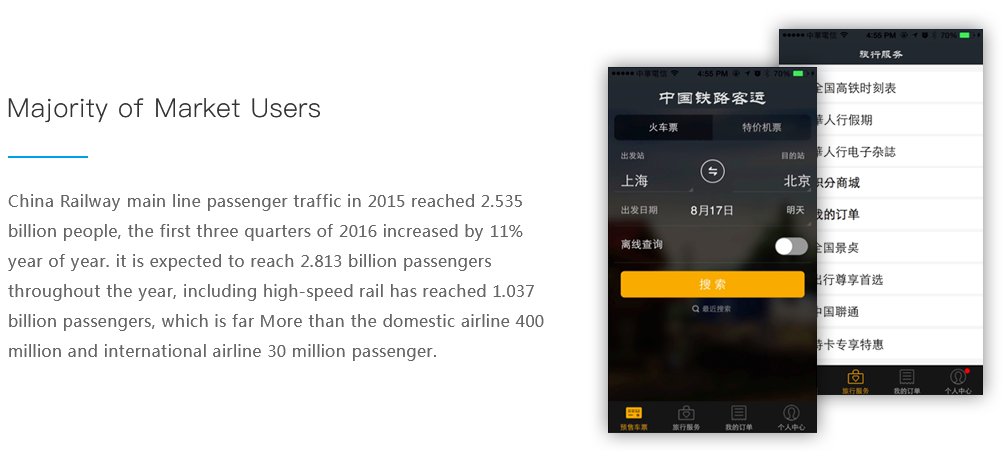 Majority of Market Users
China Railway main line passenger traffic in 2015 reached 2.535
billion people, the first three quarters of 2016 increased by 11%
year of year. it is expected to reach 2.813 billion passengers
throughout the year, including high-speed rail has reached 1.037
billion passengers, which is far More than the domestic airline 400
million and international airline 30 million passenger.
中華電信 4:55 PM 70%
中国铁路客运
火车票 特价机票
出发站 目的站
上海 北京
出发日期 8月17日 明天
离线查询
搜索
最近搜索
预售车票 旅行服务 我的订单 个人中心
中華電信 4:55 PM 70%
旅行服务
全国高铁时刻表
華人行假期
華人行电子杂誌
积分商城
我的订单
全国景桌
出行尊享首选
中国聯通
持卡专享特惠
旅行服务 我的订单 个人中心